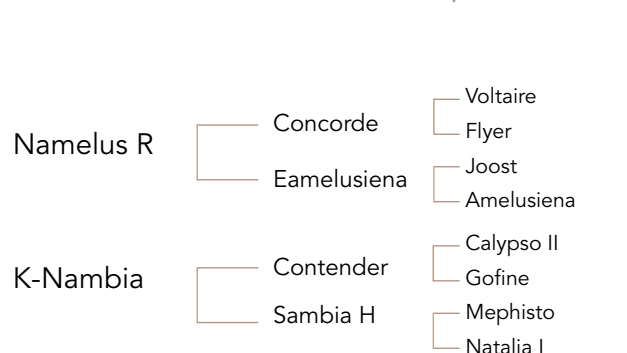 Namelus R
Concorde
Voltaire
Flyer
Eamelusiena
Joost
Amelusiena
K-Nambia
Contender
Calypso II
Gofine
Sambia H
Mephisto
Natalia I